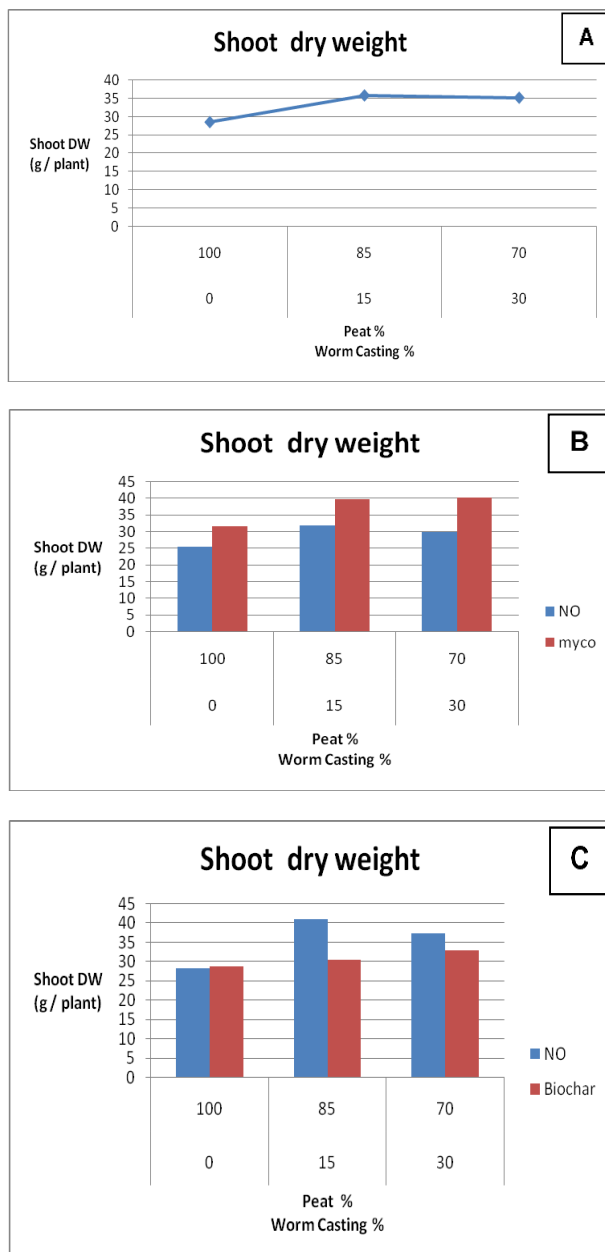 Shoot dry weight
A
40
35
30
25
20
15
10
5
0
Shoot DW
(g / plant)
100 85 70
0 15 30
Peat %
Worm Casting %
Shoot dry weight
B
45
40
35
30
25
20
15
10
5
0
Shoot DW
(g / plant)
NO
myco
100 85 70
0 15 30
Peat %
Worm Casting %
Shoot dry weight
C
45
40
35
30
25
20
15
10
5
0
Shoot DW
(g / plant)
NO
Biochar
100 85 70
0 15 30
Peat %
Worm Casting %